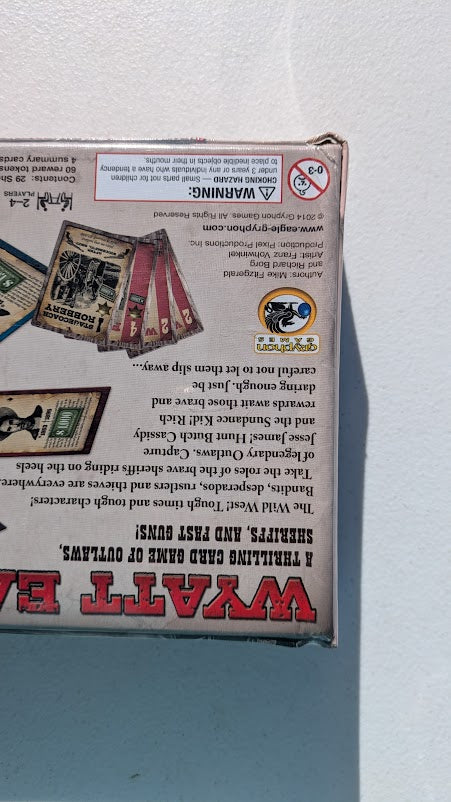 WYATT EA
A THRILLING CARD GAME OF OUTLAWS,
SHERIFFS, AND FAST GUNS!
The Wild West! Tough times and tough characters!
Bandits, desperados, rustlers and thieves are everywhere.
Take the roles of the brave sheriffs riding on the heels
of legendary Outlaws. Capture
Jesse James! Hunt Butch Cassidy
and the Sundance Kid! Rich
rewards await those brave and
daring enough. Just be
careful not to let them slip away...
gryphon
GAMES
Authors: Mike Fitzgerald
and Richard Borg
Artist: Franz Vohwinkel
Production: Pixel Productions Inc.
www.eagle-gryphon.com
© 2014 Gryphon Games. All Rights Reserved
0-3
WARNING:
CHOKING HAZARD — Small parts not for children
under 3 years or any individuals who have a tendency
to place inedible objects in their mouths.
1
STAGECOACH
ROBBERY
4
2
2
2-4
PLAYERS
Contents: 29 Sh
60 reward tokens
4 summary cards